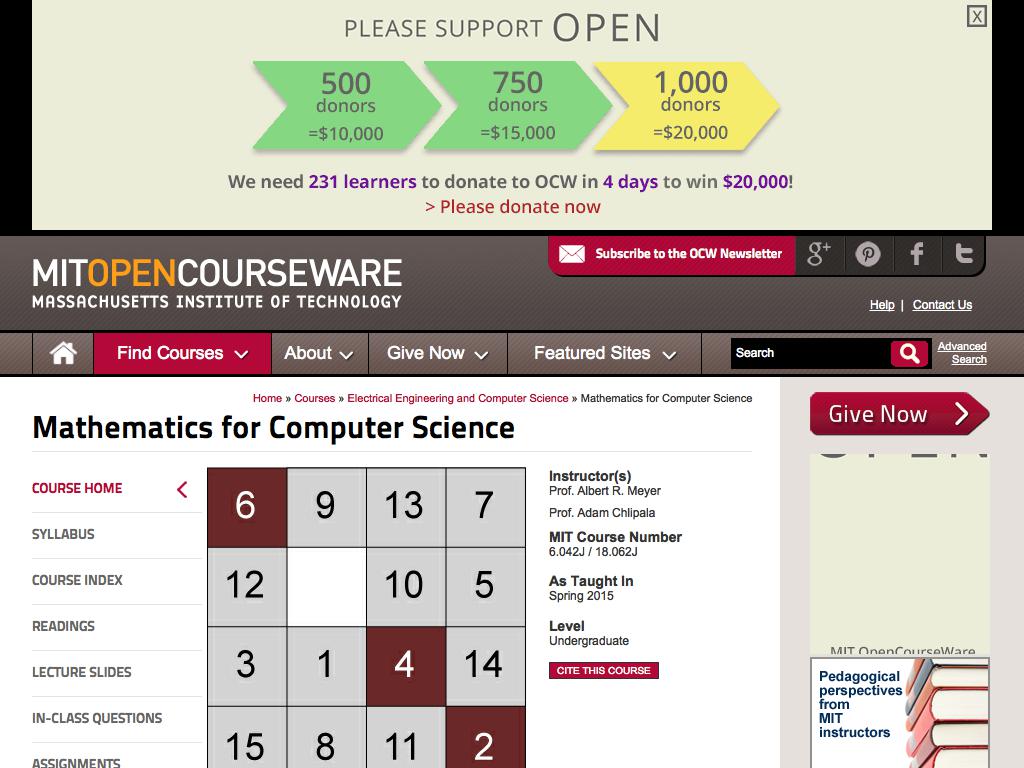 PLEASE SUPPORT OPEN
X
500
donors
=$10,000
750
donors
=$15,000
1,000
donors
=$20,000
We need 231 learners to donate to OCW in 4 days to win $20,000!
> Please donate now
MITOPENCOURSEWARE
MASSACHUSETTS INSTITUTE OF TECHNOLOGY
Subscribe to the OCW Newsletter
g+
Help | Contact Us
Find Courses
About
Give Now
Featured Sites
Search
Advanced
Search
Home » Courses » Electrical Engineering and Computer Science » Mathematics for Computer Science
Mathematics for Computer Science
COURSE HOME
SYLLABUS
COURSE INDEX
READINGS
LECTURE SLIDES
IN-CLASS QUESTIONS
ASSIGNMENTS
6 9 13 7
12 10 5
3 1 4 14
15 8 11 2
Instructor(s)
Prof. Albert R. Meyer
Prof. Adam Chlipala
MIT Course Number
6.042J / 18.062J
As Taught In
Spring 2015
Level
Undergraduate
CITE THIS COURSE
Give Now
OPEN
MIT OpenCourseWare
Pedagogical
perspectives
from
MIT
instructors